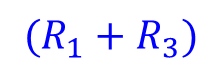 (R₁ + R₃)